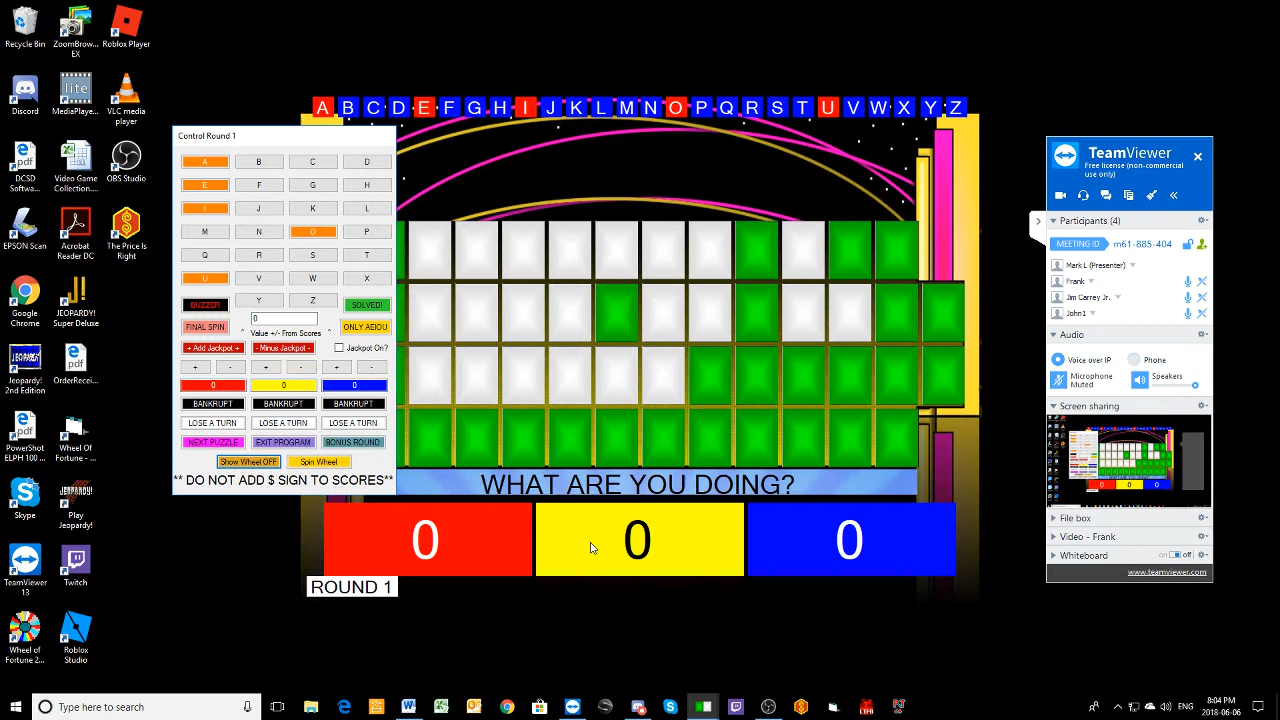 Recycle Bin
ZoomBrow... EX
Roblox Player
Discord
lite
MediaPlaye...
VLC media player
DCSD Softwa...
Video Game Collection....
OBS Studio
EPSON Scan
Acrobat Reader DC
The Price Is Right
Google Chrome
JEOPARDY! Super Deluxe
Jeopardy! 2nd Edition
OrderRecei...
PowerShot ELPH 100 ...
Wheel Of Fortune - ...
Skype
Play Jeopardy!
TeamViewer 13
Twitch
Wheel of Fortune 2...
Roblox Studio
A B C D E F G H I J K L M N O P Q R S T U V W X Y Z
Control Round 1
A B C D
E F G H
I J K L
M N O P
Q R S T
U V W X
BUZZER Y Z SOLVED!
0
FINAL SPIN ^ Value +/- From Scores ^ ONLY AEIOU
+ Add Jackpot + - Minus Jackpot - Jackpot On?
+ - + - + -
0 0 0
BANKRUPT BANKRUPT BANKRUPT
LOSE A TURN LOSE A TURN LOSE A TURN
NEXT PUZZLE EXIT PROGRAM BONUS ROUND
Show Wheel OFF Spin Wheel
** DO NOT ADD $ SIGN TO SCORES**
WHAT ARE YOU DOING?
0 0 0
ROUND 1
TeamViewer
Free license (non-commercial use only)
Participants (4)
MEETING ID m61-885-404
Mark L (Presenter)
Frank
Jim Carrey Jr.
John1
Audio
Voice over IP Phone
Microphone Muted Speakers
Screen sharing
File box
Video - Frank
Whiteboard on off
www.teamviewer.com
Type here to search
ENG
8:04 PM
2018-06-06